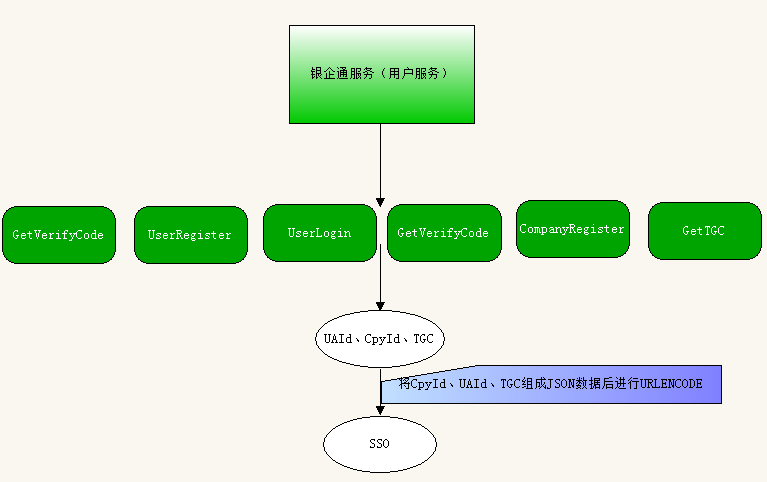 银企通服务（用户服务）
GetVerifyCode
UserRegister
UserLogin
GetVerifyCode
CompanyRegister
GetTGC
UAId、CpyId、TGC
将CpyId、UAId、TGC组成JSON数据后进行URLENCODE
SSO